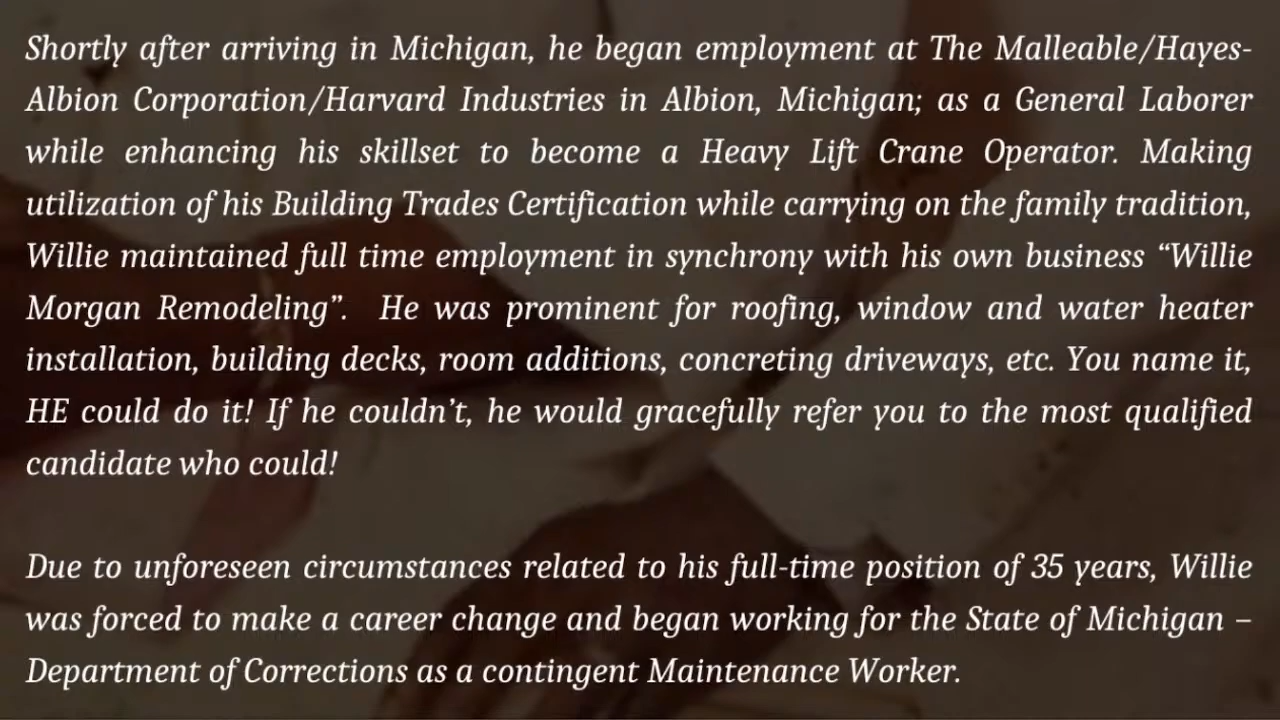 Shortly after arriving in Michigan, he began employment at The Malleable/Hayes-
Albion Corporation/Harvard Industries in Albion, Michigan; as a General Laborer
while enhancing his skillset to become a Heavy Lift Crane Operator. Making
utilization of his Building Trades Certification while carrying on the family tradition,
Willie maintained full time employment in synchrony with his own business “Willie
Morgan Remodeling”.  He was prominent for roofing, window and water heater
installation, building decks, room additions, concreting driveways, etc. You name it,
HE could do it! If he couldn’t, he would gracefully refer you to the most qualified
candidate who could!
Due to unforeseen circumstances related to his full-time position of 35 years, Willie
was forced to make a career change and began working for the State of Michigan –
Department of Corrections as a contingent Maintenance Worker.